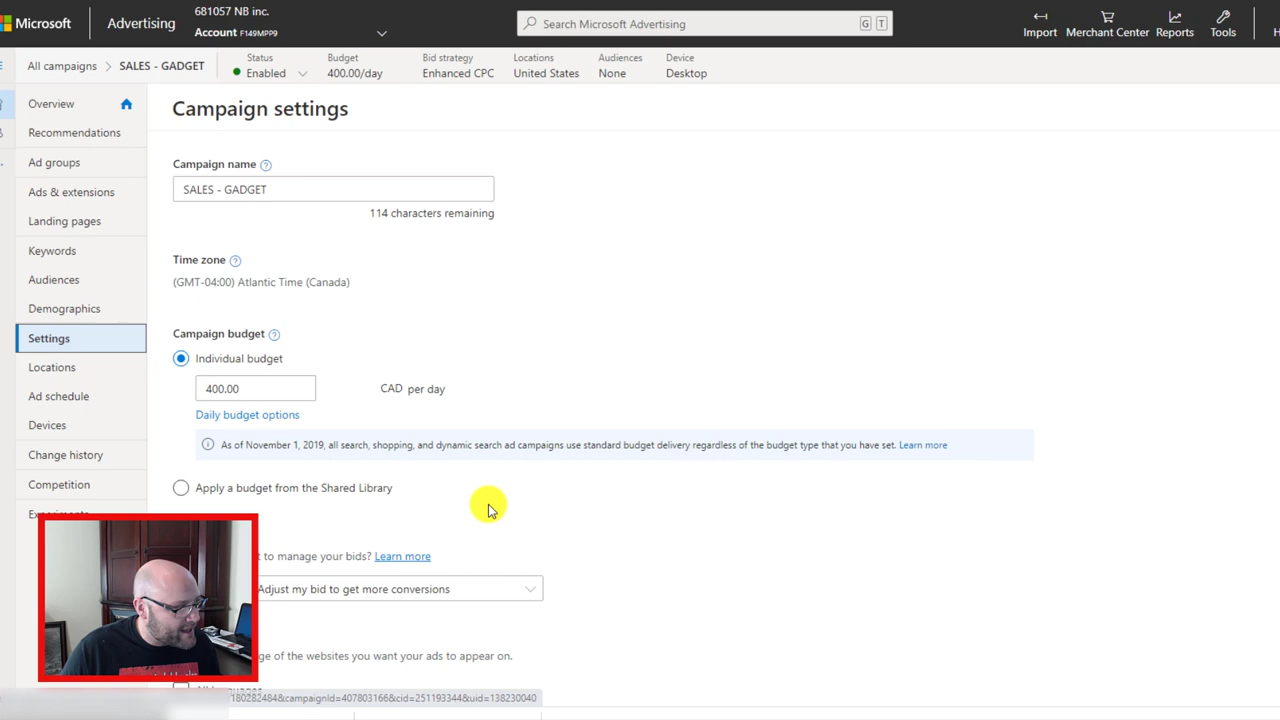 Microsoft
Advertising
681057 NB inc.
Account F149MPP9
Search Microsoft Advertising
G T
Import
Merchant Center
Reports
Tools
H
All campaigns
SALES - GADGET
Status
Enabled
Budget
400.00/day
Bid strategy
Enhanced CPC
Locations
United States
Audiences
None
Device
Desktop
Overview
Recommendations
Ad groups
Ads & extensions
Landing pages
Keywords
Audiences
Demographics
Settings
Locations
Ad schedule
Devices
Change history
Competition
Campaign settings
Campaign name ?
SALES - GADGET
114 characters remaining
Time zone ?
(GMT-04:00) Atlantic Time (Canada)
Campaign budget ?
Individual budget
400.00
CAD per day
Daily budget options
As of November 1, 2019, all search, shopping, and dynamic search ad campaigns use standard budget delivery regardless of the budget type that you have set. Learn more
Apply a budget from the Shared Library
t to manage your bids? Learn more
Adjust my bid to get more conversions
ge of the websites you want your ads to appear on.
180282484&campaignId=407803166&cid=251193344&uid=138230040